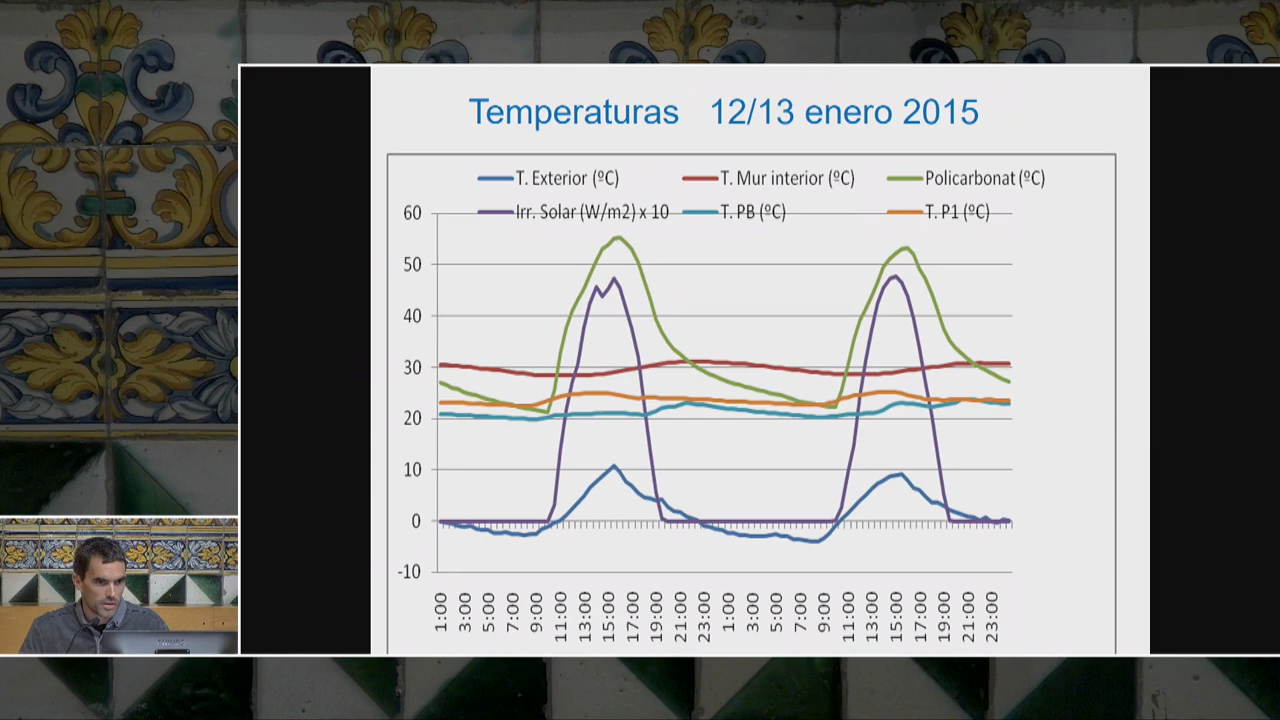 Temperaturas 12/13 enero 2015
T. Exterior (ºC) T. Mur interior (ºC) Policarbonat (ºC)
Irr. Solar (W/m2) x 10 T. PB (ºC) T. P1 (ºC)
60
50
40
30
20
10
0
-10
1:00 3:00 5:00 7:00 9:00 11:00 13:00 15:00 17:00 19:00 21:00 23:00 1:00 3:00 5:00 7:00 9:00 11:00 13:00 15:00 17:00 19:00 21:00 23:00